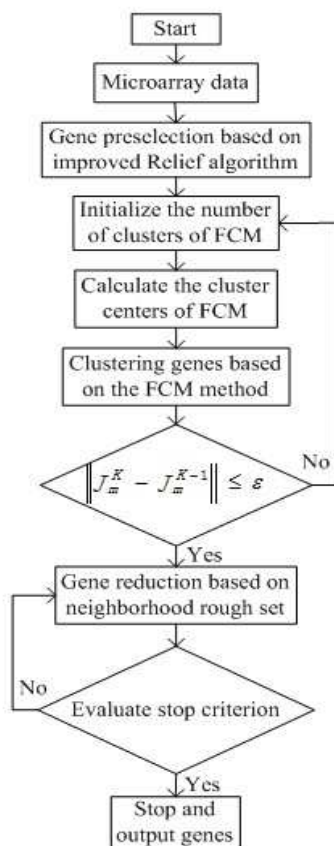 Start
Microarray data
Gene preselection based on
improved Relief algorithm
Initialize the number
of clusters of FCM
Calculate the cluster
centers of FCM
Clustering genes based
on the FCM method
No
‖J_m^K − J_m^{K-1}‖ ≤ ε
Yes
Gene reduction based on
neighborhood rough set
No
Evaluate stop criterion
Yes
Stop and
output genes